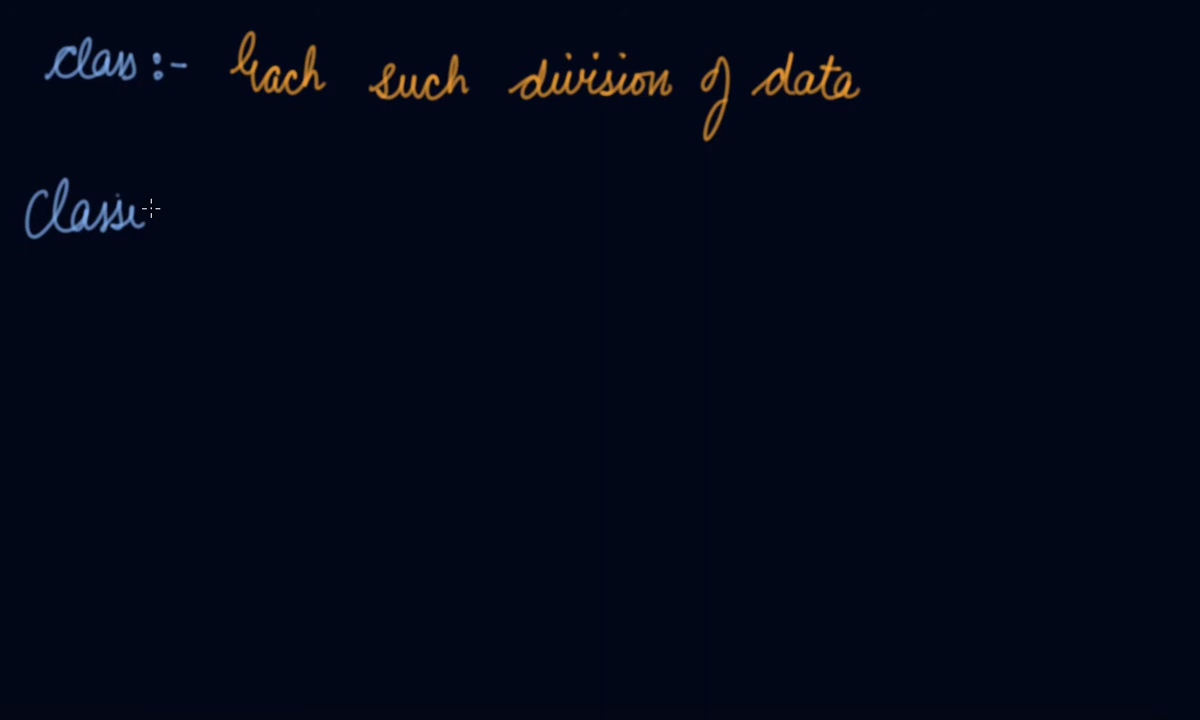 class :- Each such division of data
Classi